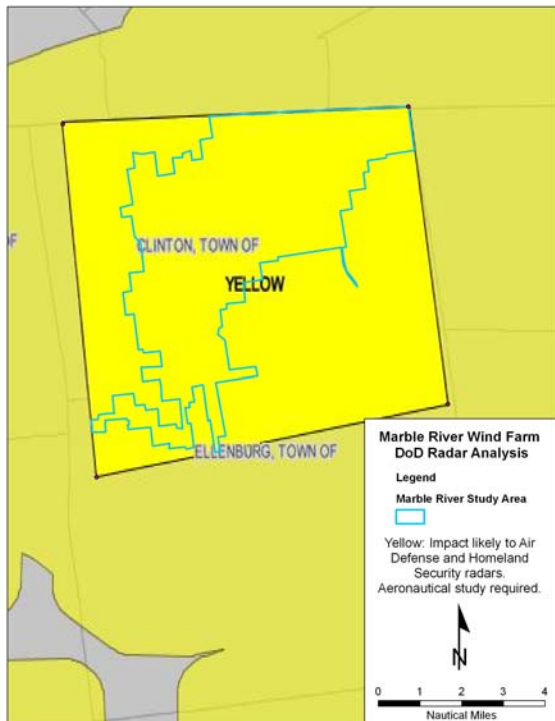 CLINTON, TOWN OF
OF
YELLOW
ELLENBURG, TOWN OF
Marble River Wind Farm
DoD Radar Analysis
Legend
Marble River Study Area
Yellow: Impact likely to Air
Defense and Homeland
Security radars.
Aeronautical study required.
N
0 1 2 3 4
Nautical Miles